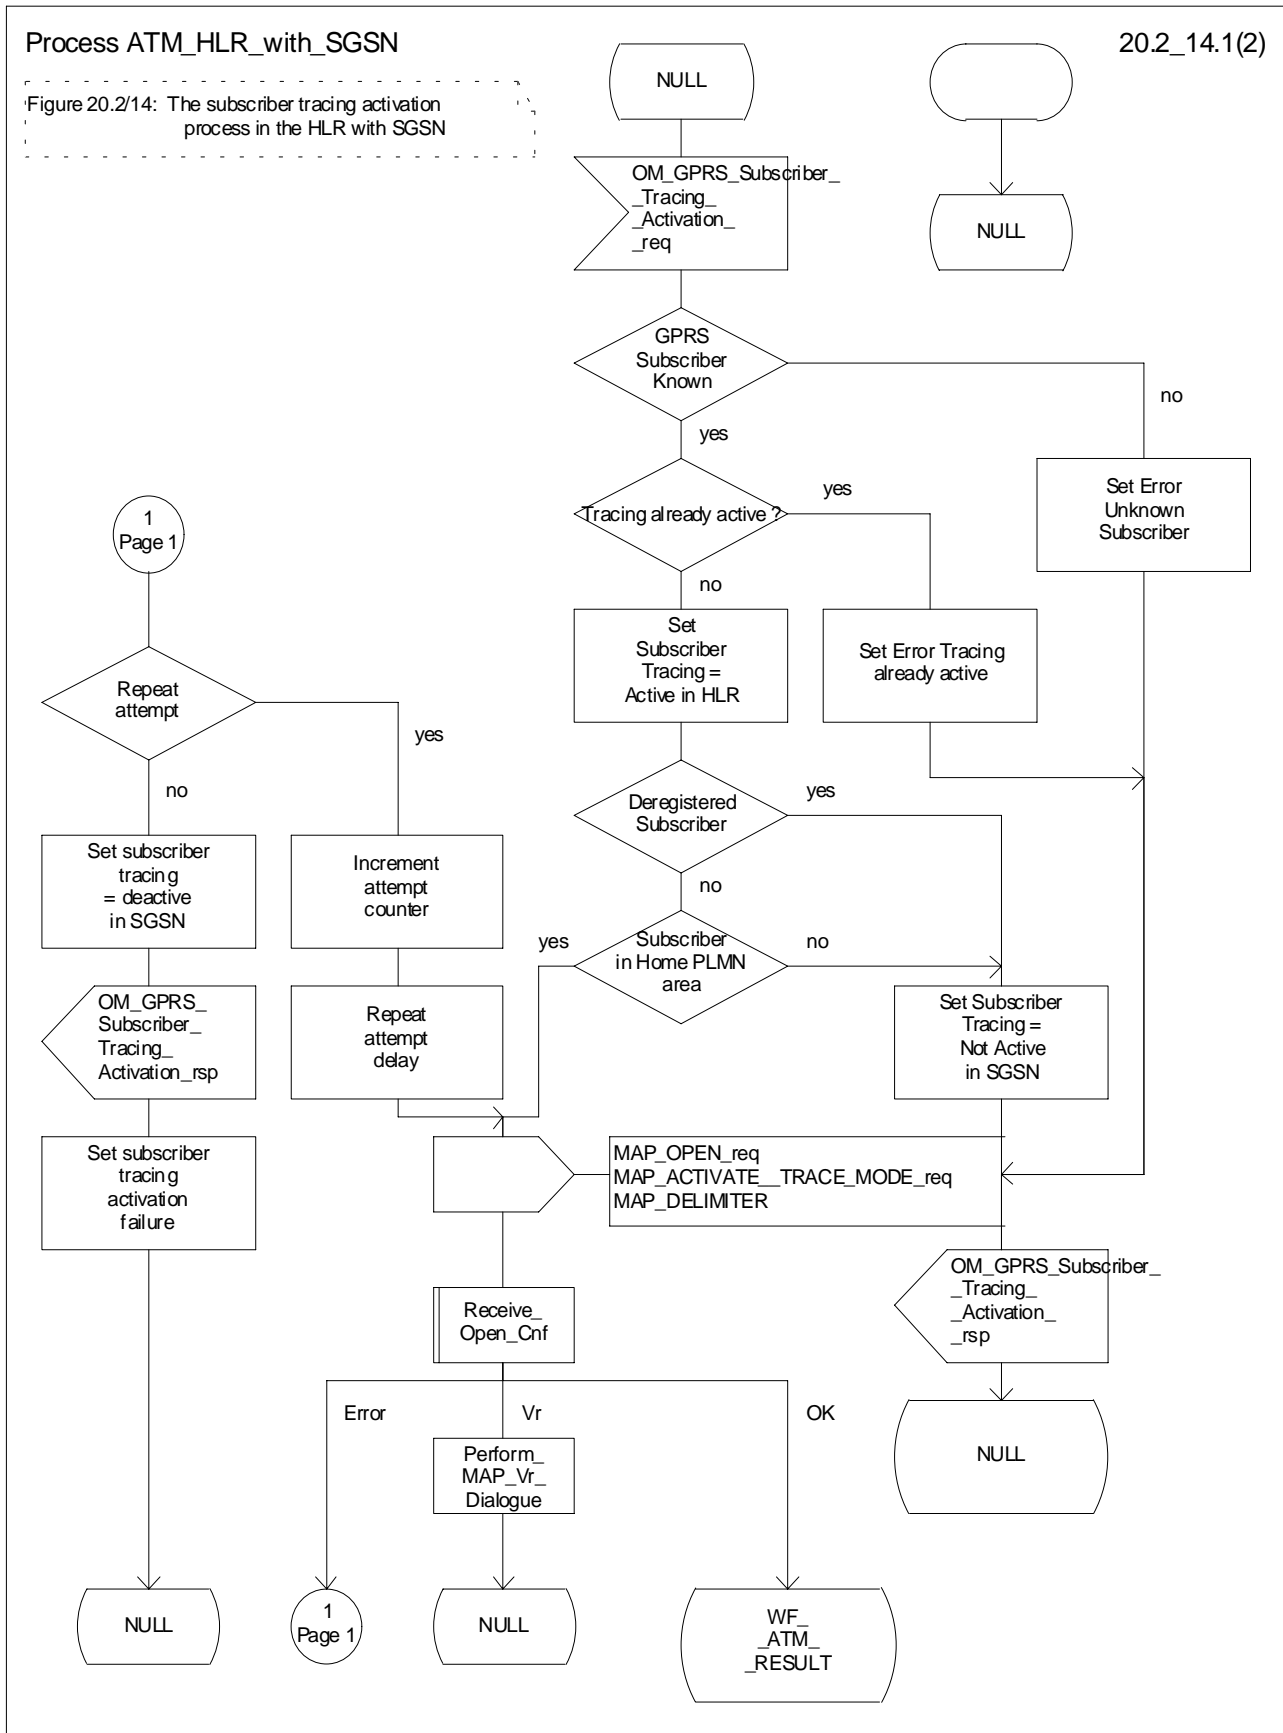 Process ATM_HLR_with_SGSN
20.2_14.1(2)
Figure 20.2/14: The subscriber tracing activation
process in the HLR with SGSN
NULL
OM_GPRS_Subscriber_
_Tracing_
_Activation_
_req
NULL
GPRS
Subscriber
Known
no
yes
Set Error
Unknown
Subscriber
Tracing already active ?
yes
no
1
Page 1
Set
Subscriber
Tracing =
Active in HLR
Set Error Tracing
already active
Repeat
attempt
yes
no
Deregistered
Subscriber
yes
no
Set subscriber
tracing
= deactive
in SGSN
Increment
attempt
counter
Subscriber
in Home PLMN
area
yes
no
OM_GPRS_
Subscriber_
Tracing_
Activation_rsp
Repeat
attempt
delay
Set Subscriber
Tracing =
Not Active
in SGSN
Set subscriber
tracing
activation
failure
MAP_OPEN_req
MAP_ACTIVATE__TRACE_MODE_req
MAP_DELIMITER
OM_GPRS_Subscriber_
_Tracing_
_Activation_
_rsp
Receive_
Open_Cnf
Error
Vr
OK
Perform_
MAP_Vr_
Dialogue
NULL
NULL
1
Page 1
NULL
WF_
_ATM_
_RESULT